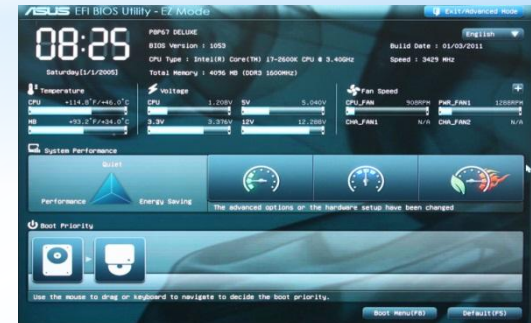 ASUS EFI BIOS Utility - EZ Mode
Exit/Advanced Mode
08:25
Saturday[1/1/2005]
P8P67 DELUXE
English
BIOS Version : 1053
Build Date : 01/03/2011
CPU Type : Intel(R) Core(TM) i7-2600K CPU @ 3.40GHz
Speed : 3429 MHz
Total Memory : 4096 MB (DDR3 1600MHz)
Temperature
CPU +114.8°F/+46.0°C
MB +93.2°F/+34.0°C
Voltage
CPU 1.208V 5V 5.040V
3.3V 3.376V 12V 12.288V
Fan Speed
CPU_FAN 908RPM PWR_FAN1 1288RPM
CHA_FAN1 N/A CHA_FAN2 N/A
System Performance
Quiet
Performance Energy Saving
The advanced options or the hardware setup have been changed
Boot Priority
Use the mouse to drag or keyboard to navigate to decide the boot priority.
Boot Menu(F8) Default(F5)